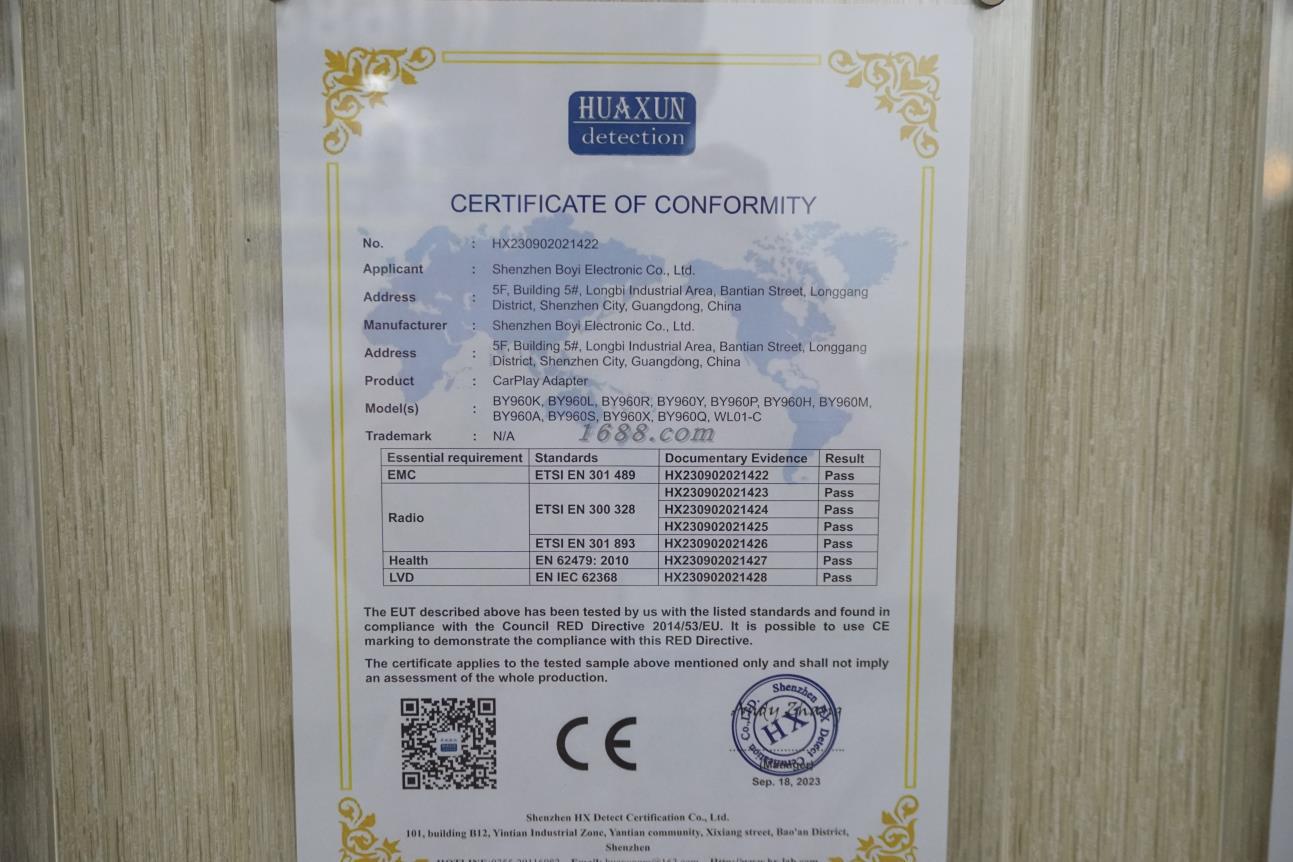 HUAXUN
detection
CERTIFICATE OF CONFORMITY
No. : HX230902021422
Applicant : Shenzhen Boyi Electronic Co., Ltd.
Address : 5F, Building 5#, Longbi Industrial Area, Bantian Street, Longgang
District, Shenzhen City, Guangdong, China
Manufacturer : Shenzhen Boyi Electronic Co., Ltd.
Address : 5F, Building 5#, Longbi Industrial Area, Bantian Street, Longgang
District, Shenzhen City, Guangdong, China
Product : CarPlay Adapter
Model(s) : BY960K, BY960L, BY960R, BY960Y, BY960P, BY960H, BY960M,
BY960A, BY960S, BY960X, BY960Q, WL01-C
Trademark : N/A
1688.com
Essential requirement Standards Documentary Evidence Result
EMC ETSI EN 301 489 HX230902021422 Pass
HX230902021423 Pass
Radio ETSI EN 300 328 HX230902021424 Pass
HX230902021425 Pass
ETSI EN 301 893 HX230902021426 Pass
Health EN 62479: 2010 HX230902021427 Pass
LVD EN IEC 62368 HX230902021428 Pass
The EUT described above has been tested by us with the listed standards and found in
compliance with the Council RED Directive 2014/53/EU. It is possible to use CE
marking to demonstrate the compliance with this RED Directive.
The certificate applies to the tested sample above mentioned only and shall not imply
an assessment of the whole production.
CE
Shenzhen HX Detect Certification Co.,LTD.
HX
(Manager)
Sep. 18, 2023
Shenzhen HX Detect Certification Co., Ltd.
101, building B12, Yintian Industrial Zone, Yantian community, Xixiang street, Bao'an District,
Shenzhen